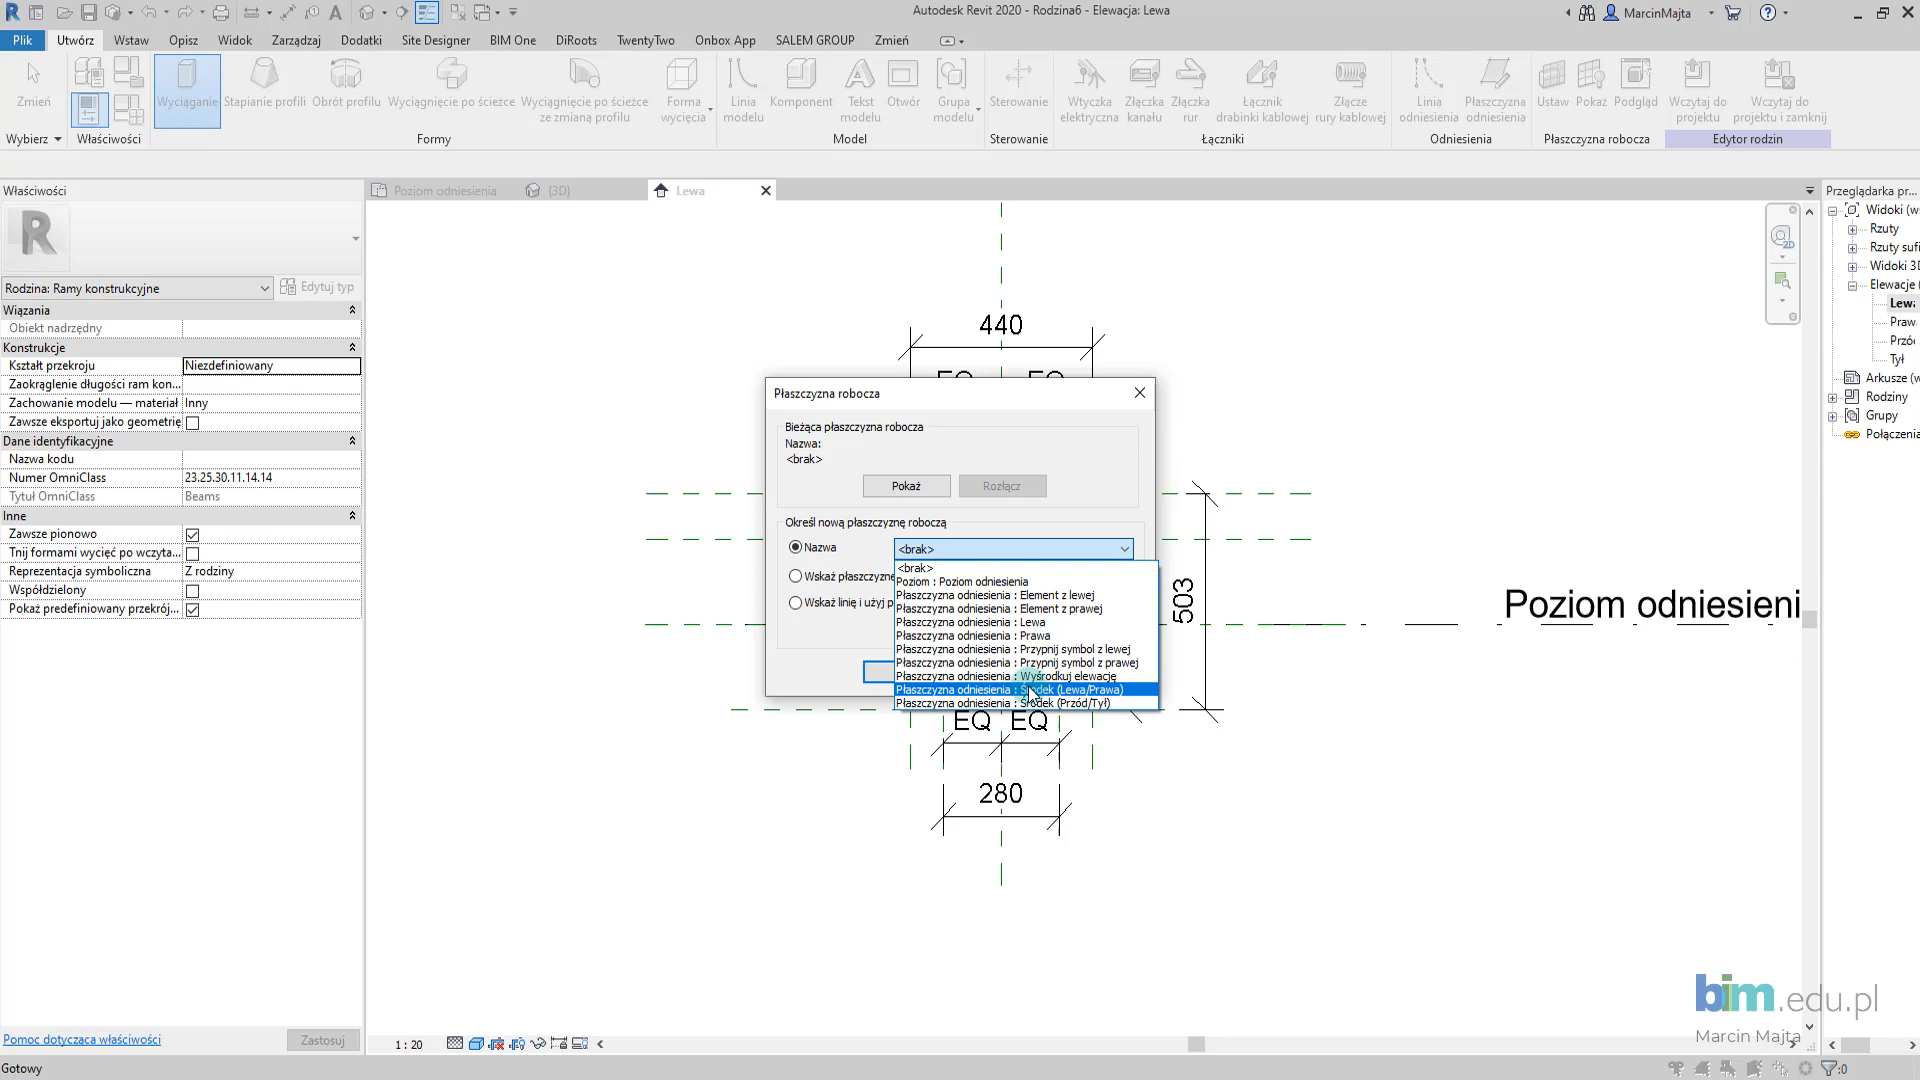 Autodesk Revit 2020 - Rodzina6 - Elewacja: Lewa
MarcinMajta
Plik Utwórz Wstaw Opisz Widok Zarządzaj Dodatki Site Designer BIM One DiRoots TwentyTwo Onbox App SALEM GROUP Zmień
Zmień
Wyciąganie
Stapianie profili
Obrót profilu
Wyciągnięcie po ścieżce
Wyciągnięcie po ścieżce
ze zmianą profilu
Forma
wycięcia
Linia
modelu
Komponent
Tekst
modelu
Otwór
Grupa
modelu
Sterowanie
Wtyczka
elektryczna
Złączka
kanału
Złączka
rur
Łącznik
drabinki kablowej
Złącze
rury kablowej
Linia
odniesienia
Płaszczyzna
odniesienia
Ustaw
Pokaż
Podgląd
Wczytaj do
projektu
Wczytaj do
projektu i zamknij
Wybierz
Właściwości
Formy
Model
Sterowanie
Łączniki
Odniesienia
Płaszczyzna robocza
Edytor rodzin
Właściwości
Rodzina: Ramy konstrukcyjne
Edytuj typ
Wiązania
Obiekt nadrzędny
Konstrukcje
Kształt przekroju Niezdefiniowany
Zaokrąglenie długości ram kon...
Zachowanie modelu — materiał Inny
Zawsze eksportuj jako geometrię
Dane identyfikacyjne
Nazwa kodu
Numer OmniClass 23.25.30.11.14.14
Tytuł OmniClass Beams
Inne
Zawsze pionowo
Tnij formami wycięć po wczyta...
Reprezentacja symboliczna Z rodziny
Współdzielony
Pokaż predefiniowany przekrój...
Pomoc dotycząca właściwości
Zastosuj
Poziom odniesienia
{3D}
Lewa
2D
440
EQ EQ
Płaszczyzna robocza
Bieżąca płaszczyzna robocza
Nazwa:
<brak>
Pokaż
Rozłącz
Określ nową płaszczyznę roboczą
Nazwa
<brak>
Wskaż płaszczyznę
Wskaż linię i użyj p
<brak>
Poziom : Poziom odniesienia
Płaszczyzna odniesienia : Element z lewej
Płaszczyzna odniesienia : Element z prawej
Płaszczyzna odniesienia : Lewa
Płaszczyzna odniesienia : Prawa
Płaszczyzna odniesienia : Przypnij symbol z lewej
Płaszczyzna odniesienia : Przypnij symbol z prawej
Płaszczyzna odniesienia : Wyśrodkuj elewację
Płaszczyzna odniesienia : Środek (Lewa/Prawa)
Płaszczyzna odniesienia : Środek (Przód/Tył)
503
Poziom odniesieni
EQ EQ
280
Przeglądarka pr...
Widoki (w
Rzuty
Rzuty sufi
Widoki 3D
Elewacje (
Lewa
Praw
Przó
Tył
Arkusze (w
Rodziny
Grupy
Połączenia
bim.edu.pl
Marcin Majta
1 : 20
Gotowy
:0